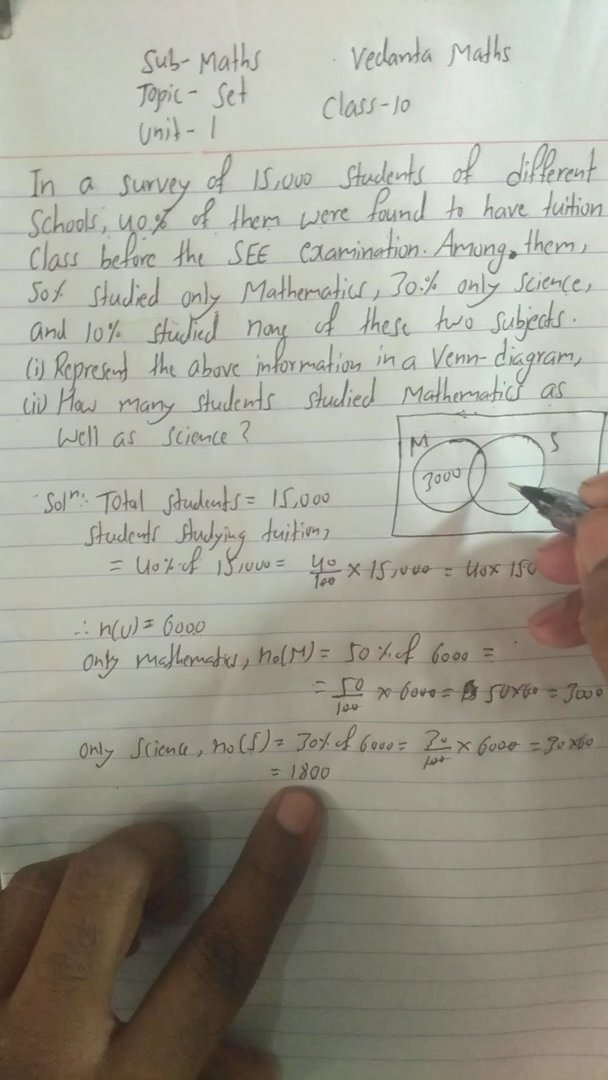 Sub- Maths Vedanta Maths
Topic- Set Class-10
Unit- 1
In a survey of 15,000 students of different
Schools, 40% of them were found to have tuition
Class before the SEE examination. Among them,
50% studied only Mathematics, 30% only Science,
and 10% studied none of these two subjects.
(i) Represent the above information in a Venn-diagram,
(ii) How many students studied Mathematics as
well as science?
M S
3000
Solⁿ: Total students = 15,000
students studying tuition,
= 40% of 15,000 = 40/100 × 15,000 = 40 × 150
∴ n(U) = 6000
Only mathematics, no(M) = 50% of 6000 =
= 50/100 × 6000 = 50×60 = 3000
only Science, no(S) = 30% of 6000 = 30/100 × 6000 = 30×60
= 1800